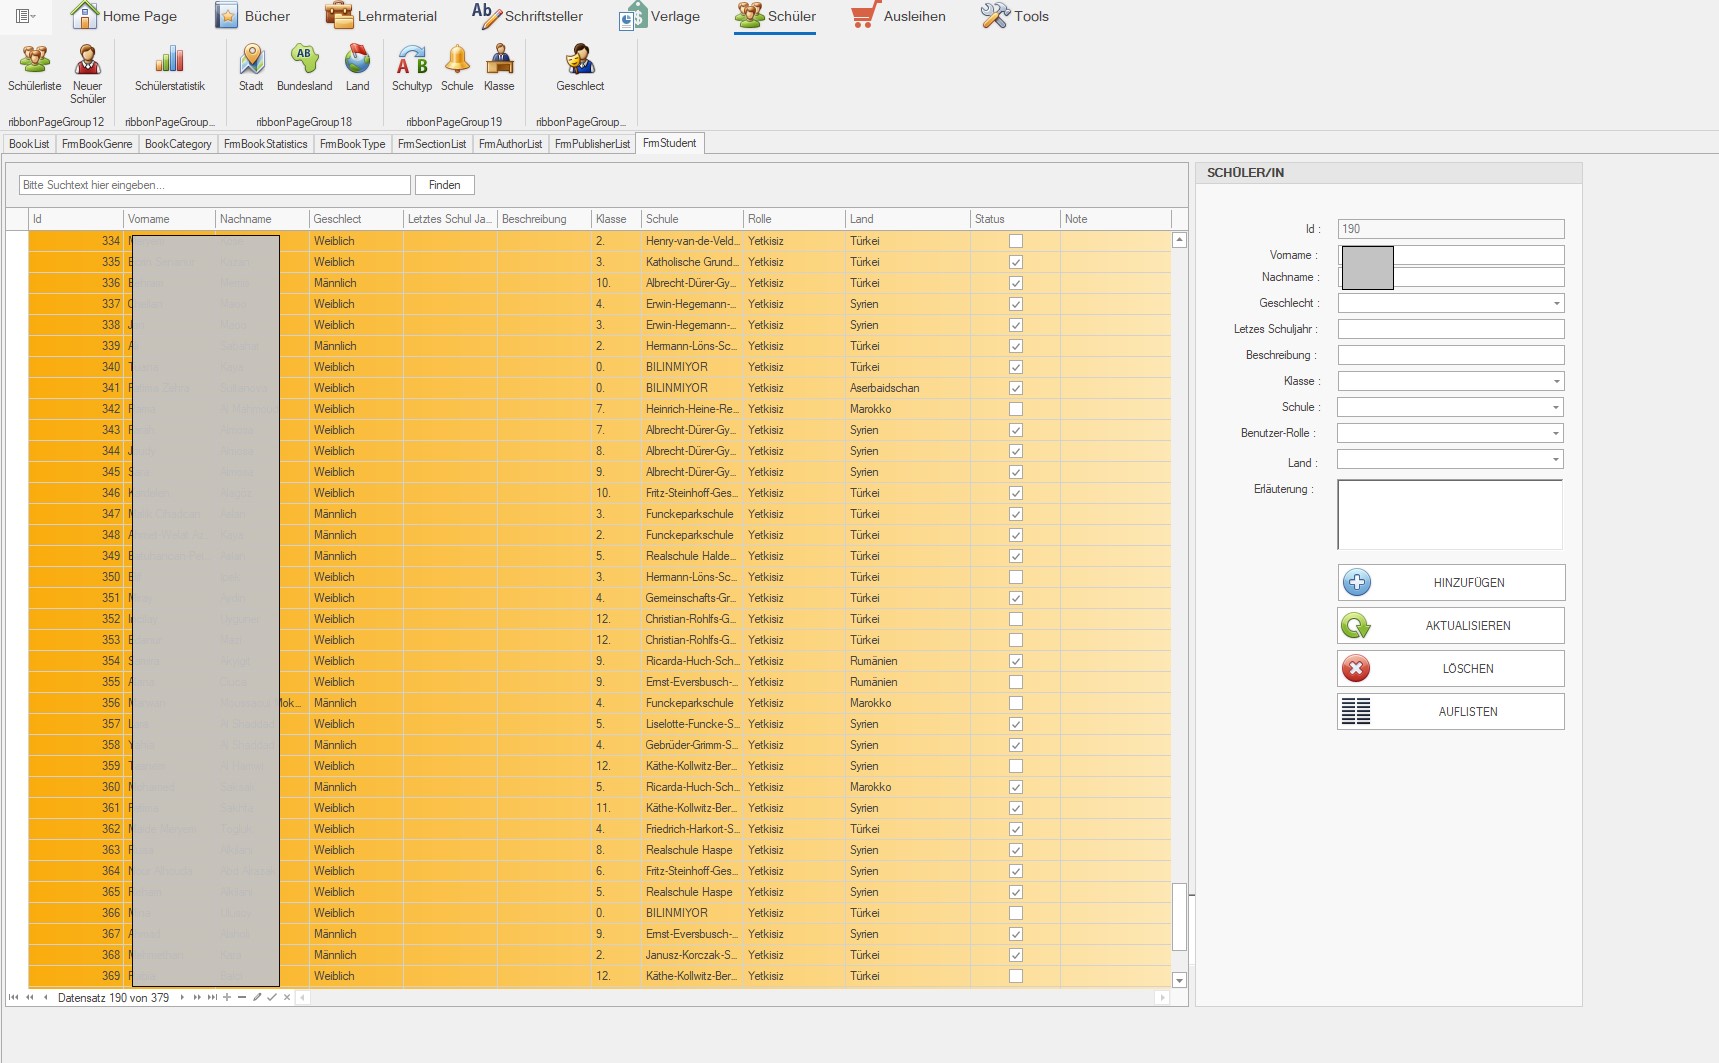 Home Page Bücher Lehrmaterial Schriftsteller Verlage Schüler Ausleihen Tools
Schülerliste Neuer Schüler Schülerstatistik Stadt Bundesland Land Schultyp Schule Klasse Geschlect
ribbonPageGroup12 ribbonPageGroup... ribbonPageGroup18 ribbonPageGroup19 ribbonPageGroup...
BookList FrmBookGenre BookCategory FrmBookStatistics FrmBookType FrmSectionList FrmAuthorList FrmPublisherList FrmStudent
Bitte Suchtext hier eingeben... Finden
Id Vorname Nachname Geschlect Letztes Schul Ja... Beschreibung Klasse Schule Rolle Land Status Note
334 Weiblich 2. Henry-van-de-Veld... Yetkisiz Türkei
335 Weiblich 3. Katholische Grund... Yetkisiz Türkei
336 Männlich 10. Albrecht-Dürer-Gy... Yetkisiz Türkei
337 Weiblich 4. Erwin-Hegemann-... Yetkisiz Syrien
338 Weiblich 3. Erwin-Hegemann-... Yetkisiz Syrien
339 Männlich 2. Hermann-Löns-Sc... Yetkisiz Türkei
340 Weiblich 0. BILINMIYOR Yetkisiz Türkei
341 Weiblich 0. BILINMIYOR Yetkisiz Aserbaidschan
342 Weiblich 7. Heinrich-Heine-Re... Yetkisiz Marokko
343 Weiblich 7. Albrecht-Dürer-Gy... Yetkisiz Syrien
344 Weiblich 8. Albrecht-Dürer-Gy... Yetkisiz Syrien
345 Weiblich 9. Albrecht-Dürer-Gy... Yetkisiz Syrien
346 Weiblich 10. Fritz-Steinhoff-Ges... Yetkisiz Türkei
347 Männlich 3. Funckeparkschule Yetkisiz Türkei
348 Männlich 2. Funckeparkschule Yetkisiz Türkei
349 Männlich 5. Realschule Halde... Yetkisiz Türkei
350 Weiblich 3. Hermann-Löns-Sc... Yetkisiz Türkei
351 Männlich 4. Gemeinschafts-Gr... Yetkisiz Türkei
352 Weiblich 12. Christian-Rohlfs-G... Yetkisiz Türkei
353 Weiblich 12. Christian-Rohlfs-G... Yetkisiz Türkei
354 Weiblich 9. Ricarda-Huch-Sch... Yetkisiz Rumänien
355 Weiblich 9. Ernst-Eversbusch-... Yetkisiz Rumänien
356 Mok... Männlich 4. Funckeparkschule Yetkisiz Marokko
357 Weiblich 5. Liselotte-Funcke-S... Yetkisiz Syrien
358 Männlich 4. Gebrüder-Grimm-S... Yetkisiz Syrien
359 Weiblich 12. Käthe-Kollwitz-Ber... Yetkisiz Syrien
360 Männlich 5. Ricarda-Huch-Sch... Yetkisiz Marokko
361 Weiblich 11. Käthe-Kollwitz-Ber... Yetkisiz Syrien
362 Weiblich 4. Friedrich-Harkort-S... Yetkisiz Türkei
363 Weiblich 8. Realschule Haspe Yetkisiz Syrien
364 Weiblich 6. Fritz-Steinhoff-Ges... Yetkisiz Syrien
365 Weiblich 5. Realschule Haspe Yetkisiz Syrien
366 Weiblich 0. BILINMIYOR Yetkisiz Türkei
367 Männlich 9. Ernst-Eversbusch-... Yetkisiz Syrien
368 Männlich 2. Janusz-Korczak-S... Yetkisiz Türkei
369 Weiblich 12. Käthe-Kollwitz-Ber... Yetkisiz Türkei
Datensatz 190 von 379
SCHÜLER/IN
Id : 190
Vorname :
Nachname :
Geschlecht :
Letzes Schuljahr :
Beschreibung :
Klasse :
Schule :
Benutzer-Rolle :
Land :
Erläuterung :
HINZUFÜGEN
AKTUALISIEREN
LÖSCHEN
AUFLISTEN